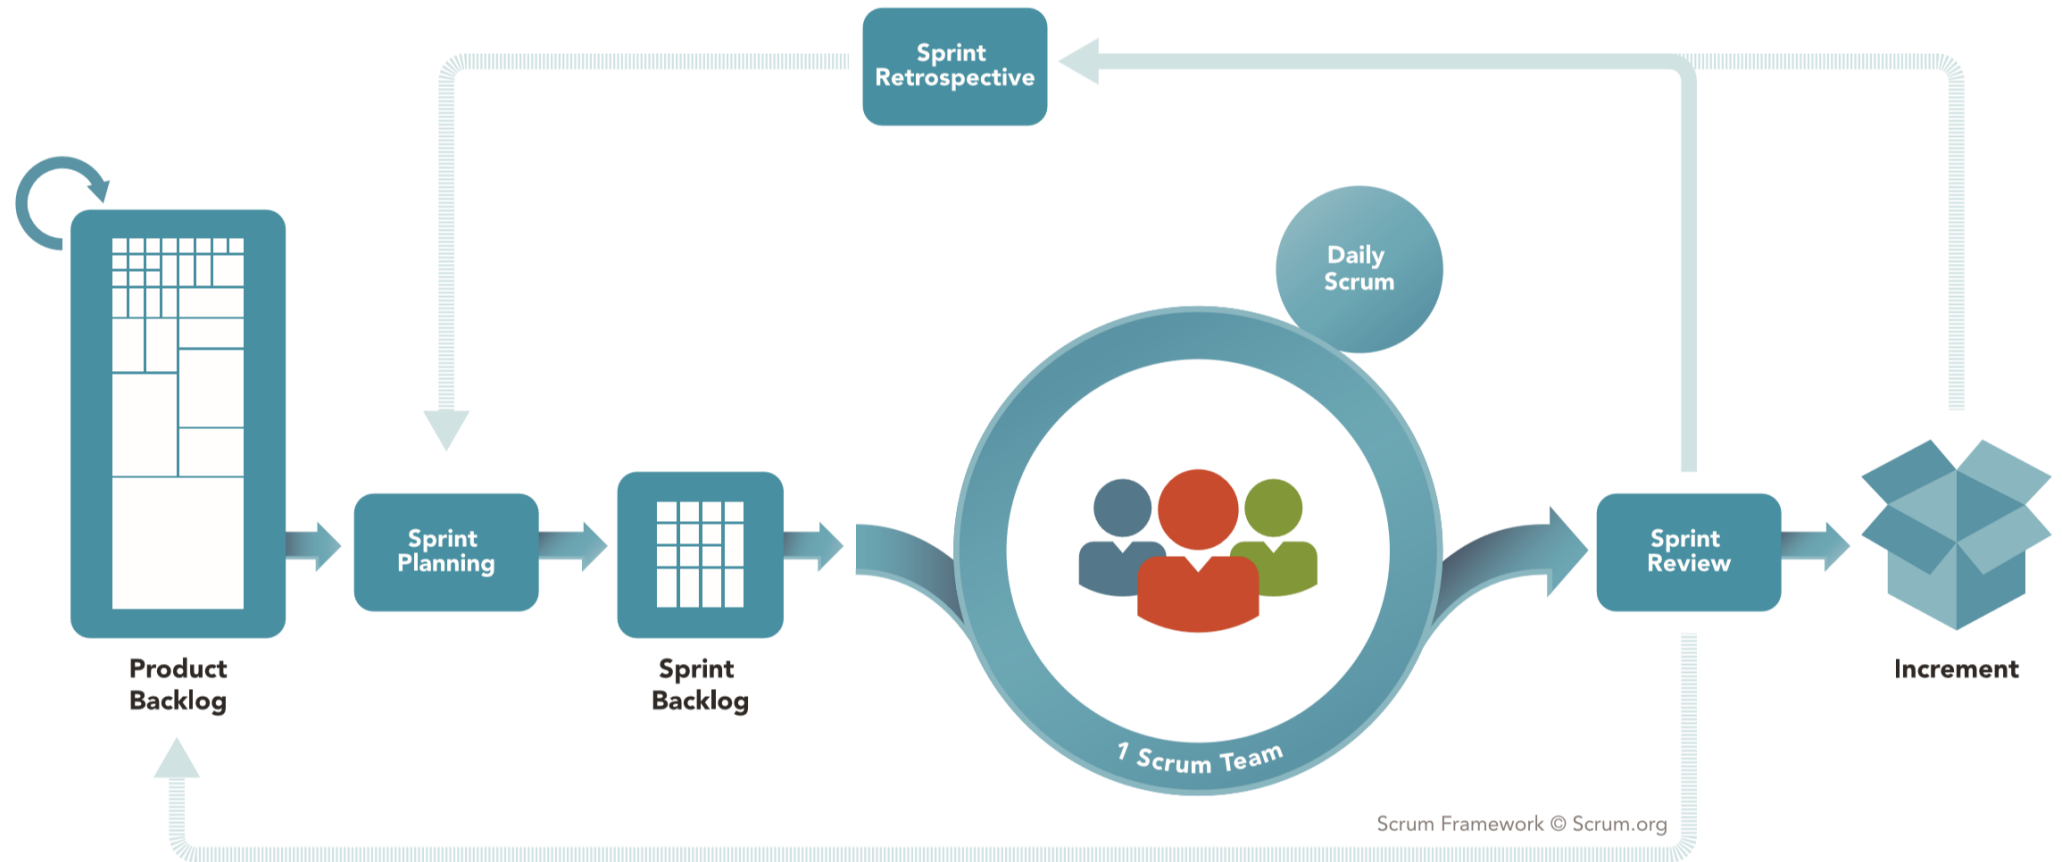 Sprint
Retrospective
Daily
Scrum
Sprint
Planning
Sprint
Review
Product
Backlog
Sprint
Backlog
Increment
1 Scrum Team
Scrum Framework © Scrum.org